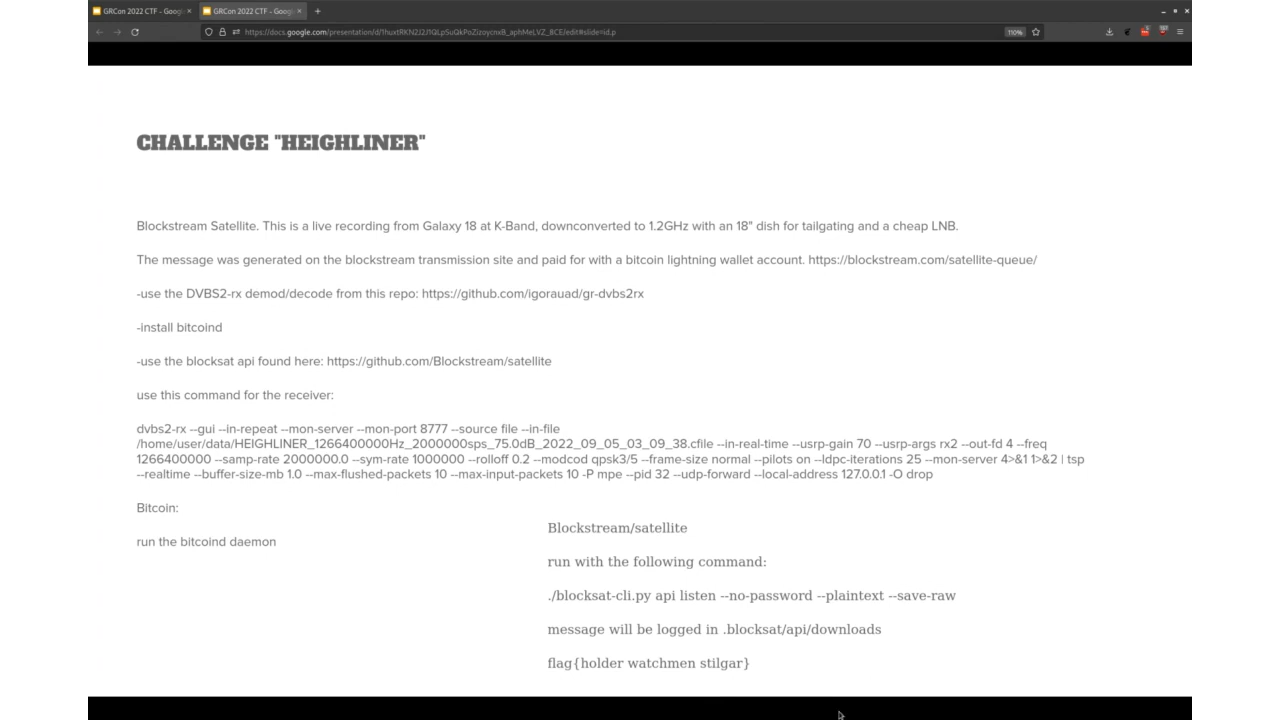 GRCon 2022 CTF - Goog
GRCon 2022 CTF - Goog
110%
CHALLENGE "HEIGHLINER"
Blockstream Satellite. This is a live recording from Galaxy 18 at K-Band, downconverted to 1.2GHz with an 18" dish for tailgating and a cheap LNB.
The message was generated on the blockstream transmission site and paid for with a bitcoin lightning wallet account. https://blockstream.com/satellite-queue/
-use the DVBS2-rx demod/decode from this repo: https://github.com/igorauad/gr-dvbs2rx
-install bitcoind
-use the blocksat api found here: https://github.com/Blockstream/satellite
use this command for the receiver:
dvbs2-rx --gui --in-repeat --mon-server --mon-port 8777 --source file --in-file
/home/user/data/HEIGHLINER_1266400000Hz_2000000sps_75.0dB_2022_09_05_03_09_38.cfile --in-real-time --usrp-gain 70 --usrp-args rx2 --out-fd 4 --freq
1266400000 --samp-rate 2000000.0 --sym-rate 1000000 --rolloff 0.2 --modcod qpsk3/5 --frame-size normal --pilots on --ldpc-iterations 25 --mon-server 4>&1 1>&2 | tsp
--realtime --buffer-size-mb 1.0 --max-flushed-packets 10 --max-input-packets 10 -P mpe --pid 32 --udp-forward --local-address 127.0.0.1 -O drop
Bitcoin:
run the bitcoind daemon
Blockstream/satellite
run with the following command:
./blocksat-cli.py api listen --no-password --plaintext --save-raw
message will be logged in .blocksat/api/downloads
flag{holder watchmen stilgar}